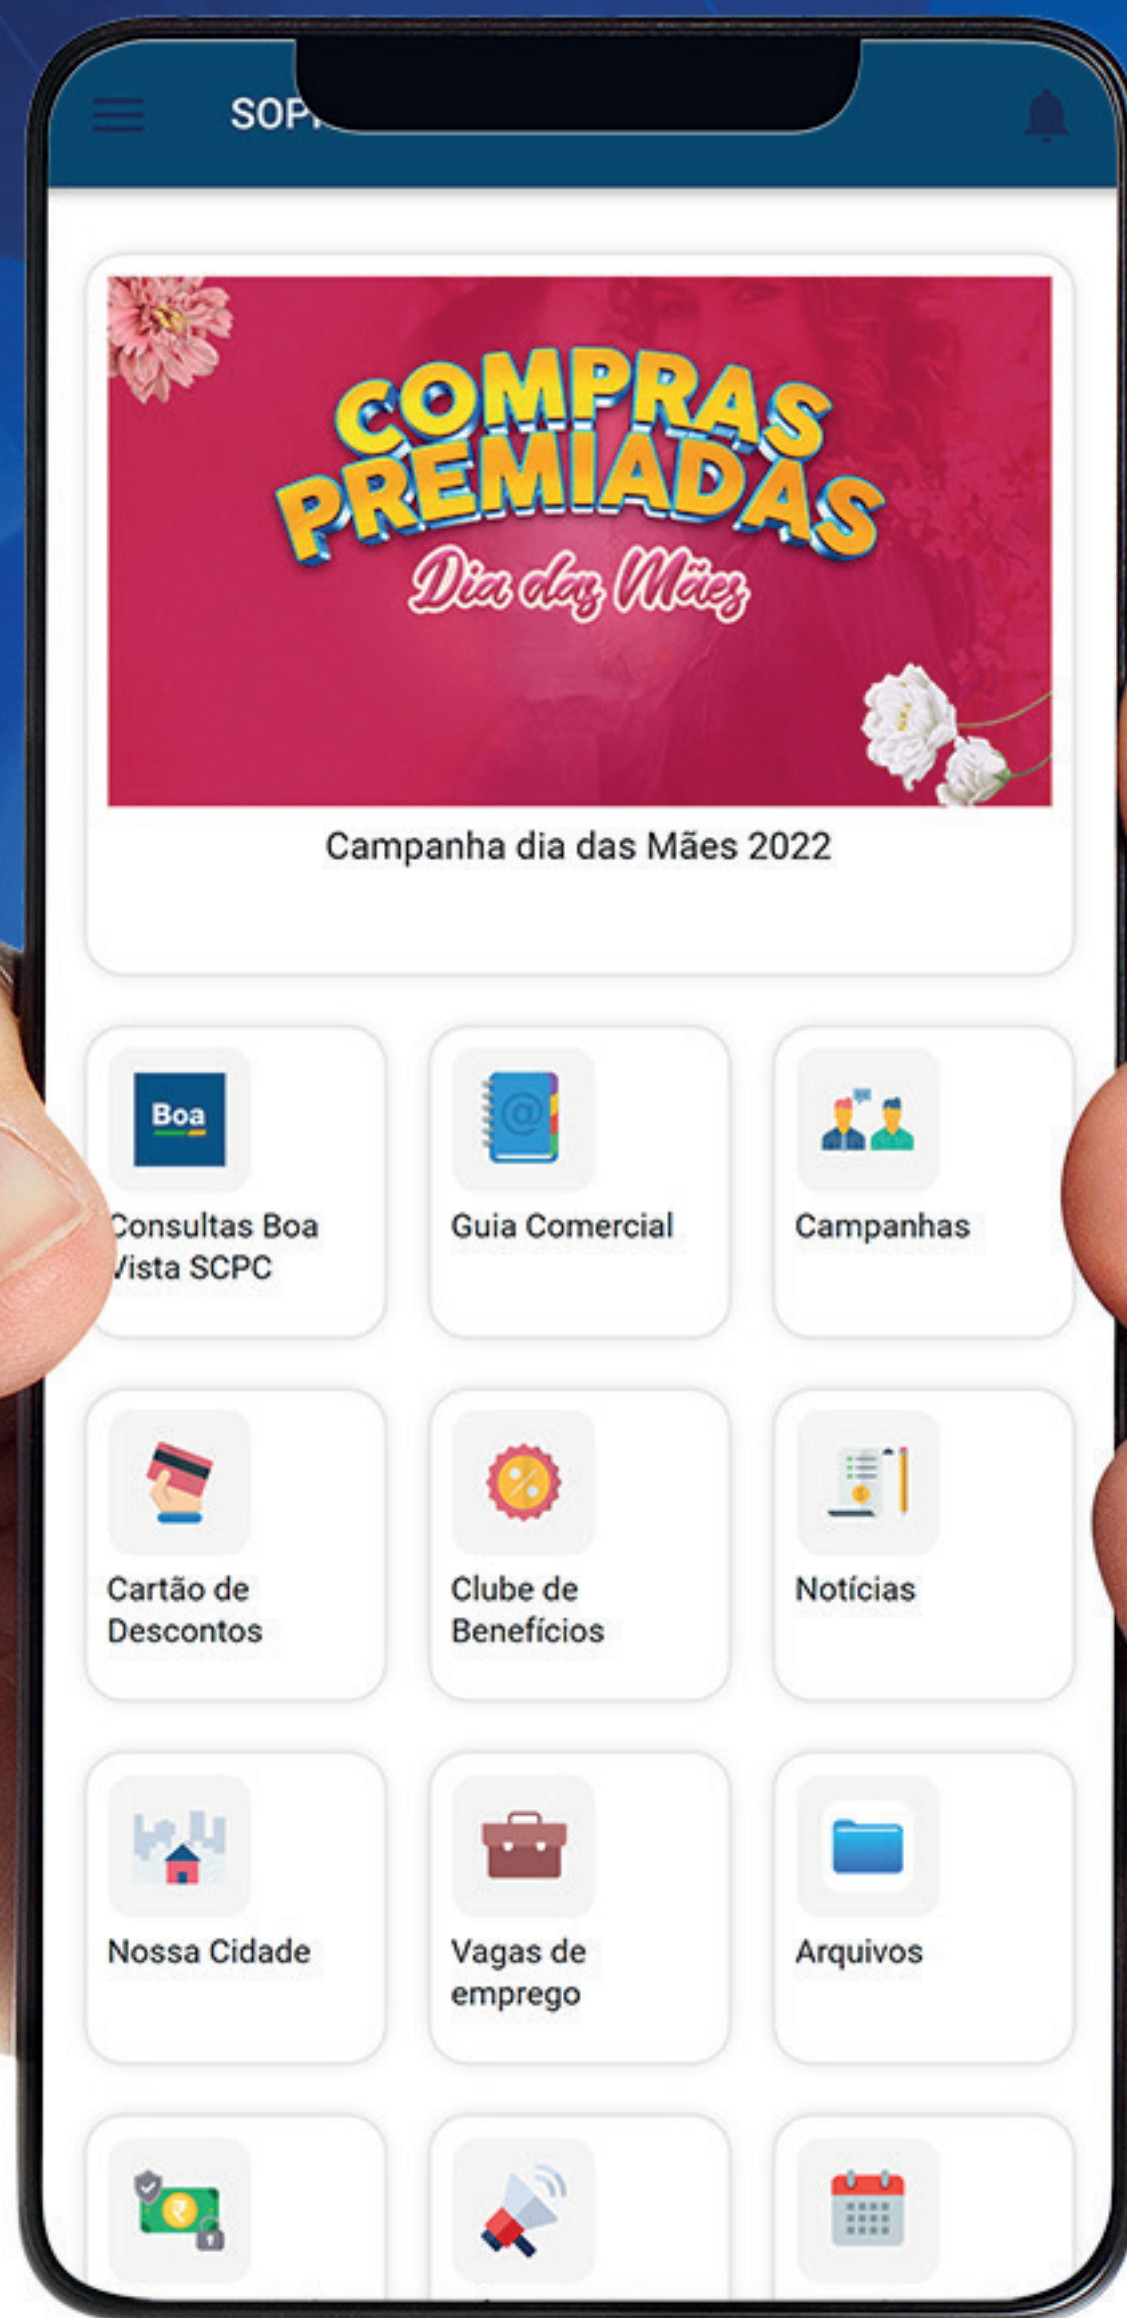 COMPRAS
PREMIADAS
Dia das Mães
Campanha dia das Mães 2022
Boa
Consultas Boa
Vista SCPC
Guia Comercial
Campanhas
Cartão de
Descontos
Clube de
Benefícios
Notícias
Nossa Cidade
Vagas de
emprego
Arquivos